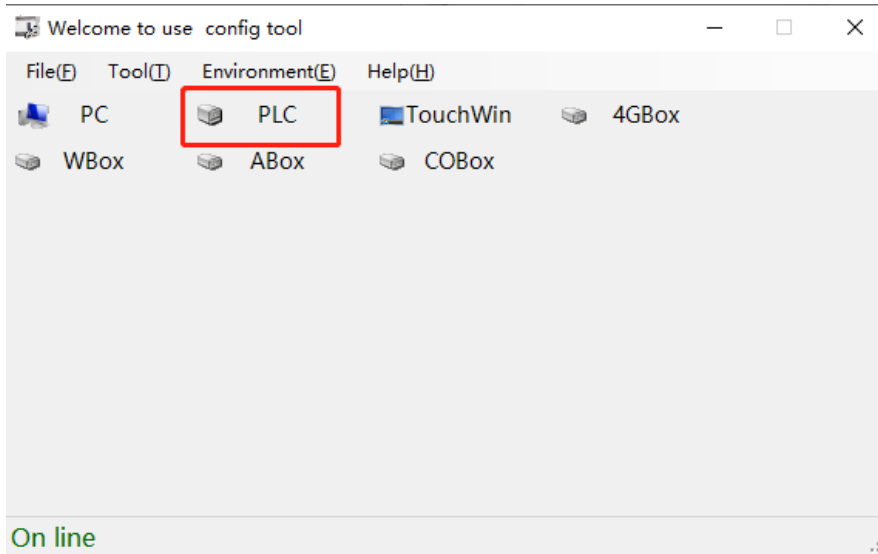 Welcome to use config tool
File(F) Tool(T) Environment(E) Help(H)
PC PLC TouchWin 4GBox
WBox ABox COBox
On line